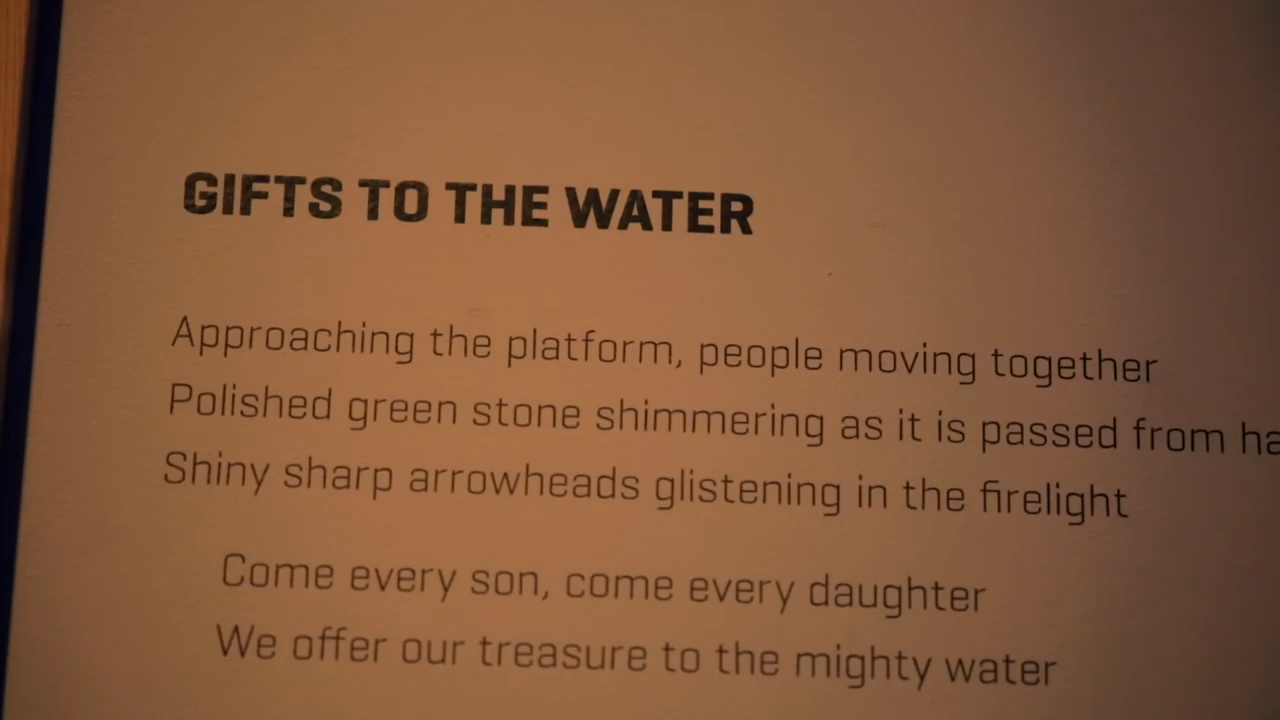 GIFTS TO THE WATER
Approaching the platform, people moving together
Polished green stone shimmering as it is passed from
Shiny sharp arrowheads glistening in the firelight
Come every son, come every daughter
We offer our treasure to the mighty water